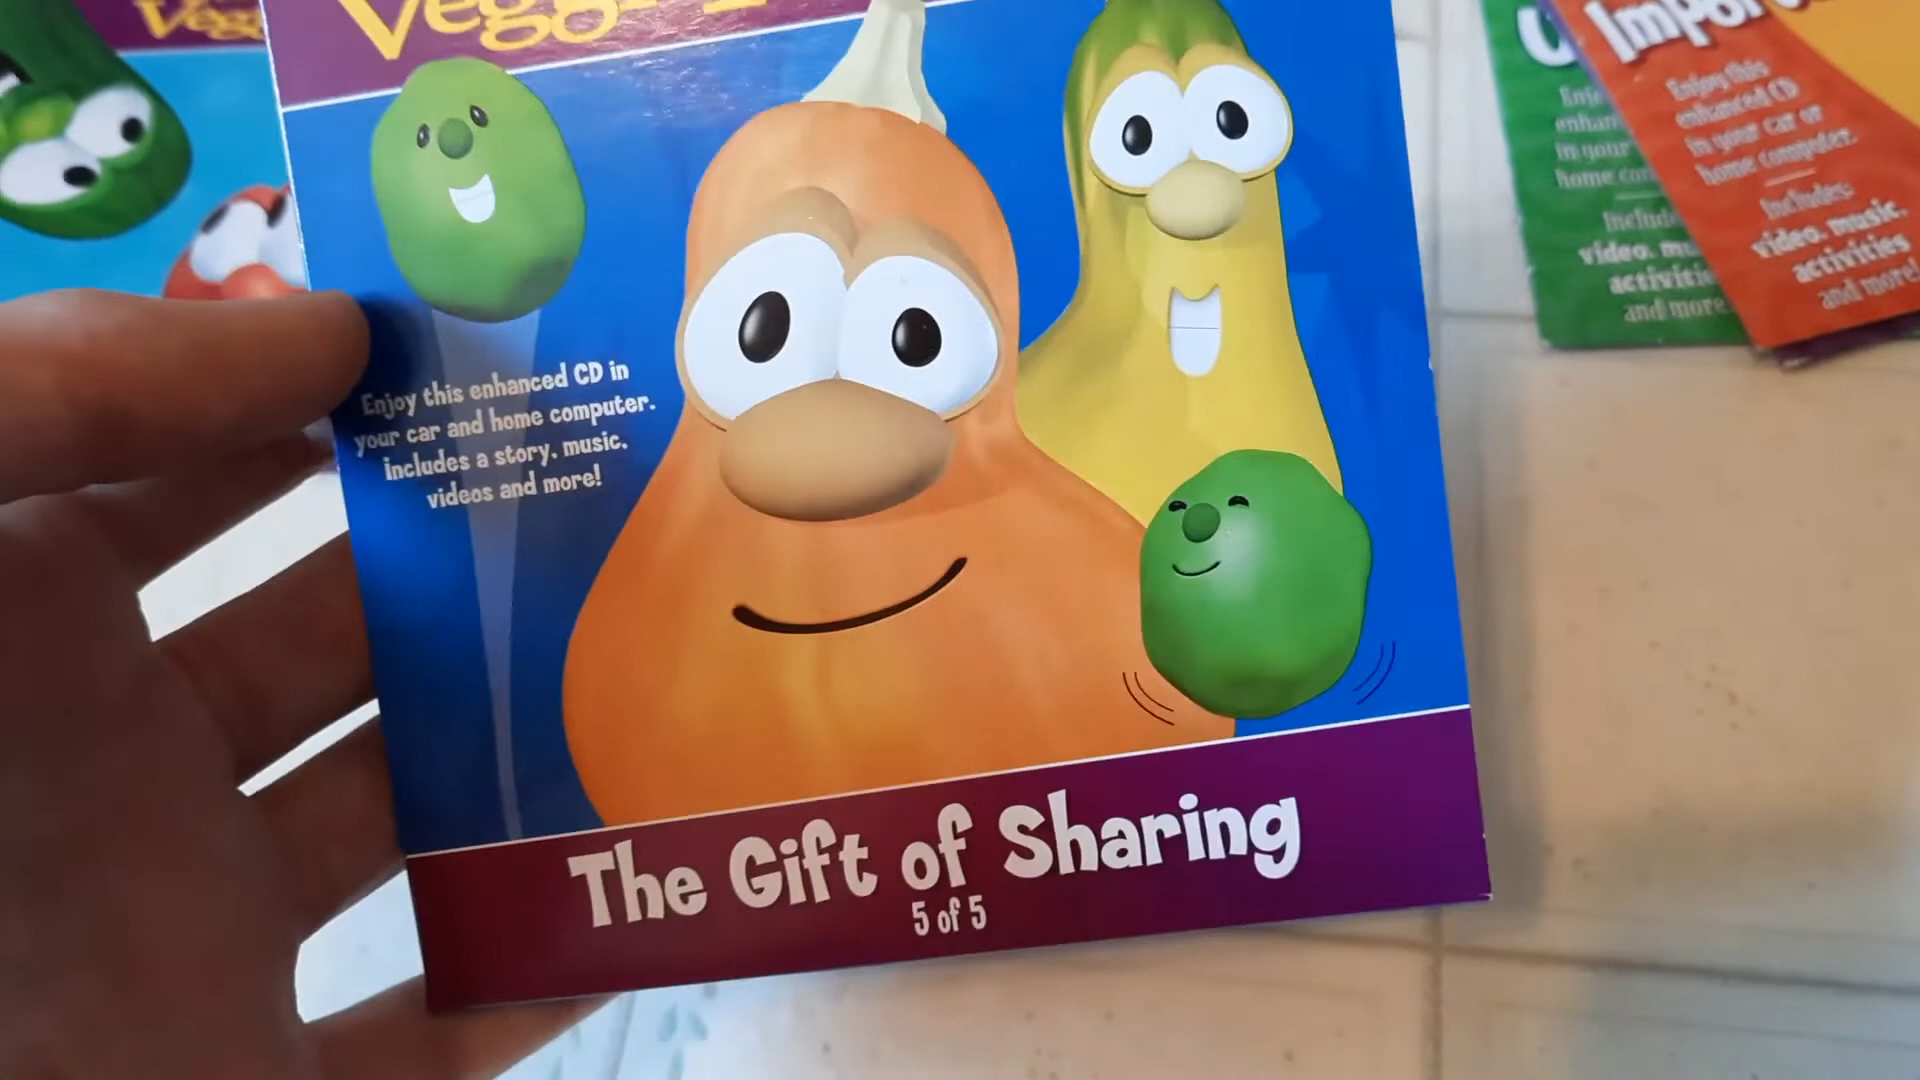 Enjoy this enhanced CD in
your car and home computer.
includes a story, music,
videos and more!
The Gift of Sharing
5 of 5
Enjoy this
enhanced CD
in your car or
home computer.
Includes:
video, music,
activities
and more!
and more